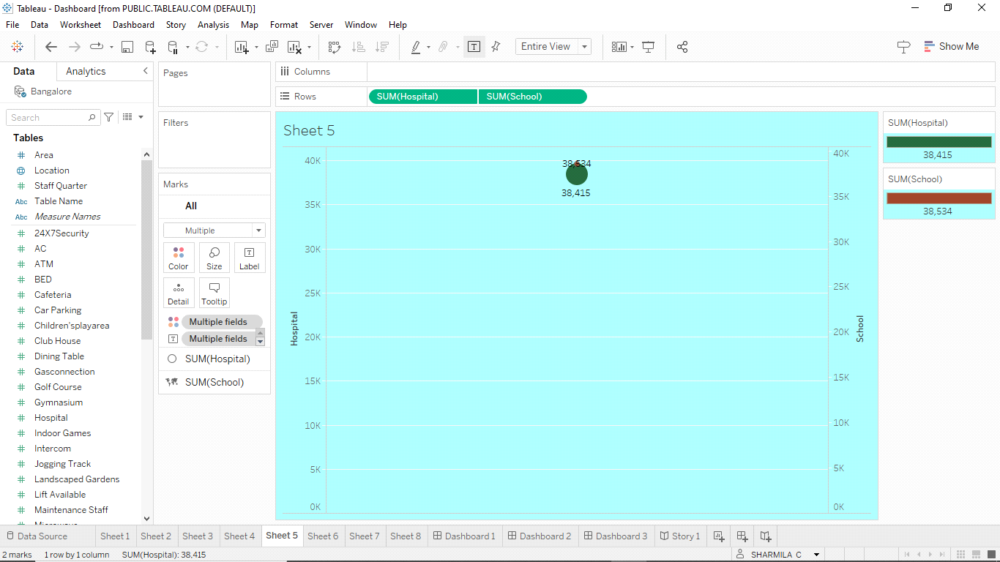 Tableau - Dashboard [from PUBLIC.TABLEAU.COM (DEFAULT)]
File Data Worksheet Dashboard Story Analysis Map Format Server Window Help
Entire View
Show Me
Data Analytics
Bangalore
Search
Tables
Area
Location
Staff Quarter
Abc Table Name
Abc Measure Names
24X7Security
AC
ATM
BED
Cafeteria
Car Parking
Children'splayarea
Club House
Dining Table
Gasconnection
Golf Course
Gymnasium
Hospital
Indoor Games
Intercom
Jogging Track
Landscaped Gardens
Lift Available
Maintenance Staff
Pages
Filters
Marks
All
Multiple
Color Size Label
Detail Tooltip
Multiple fields
Multiple fields
SUM(Hospital)
SUM(School)
Columns
Rows SUM(Hospital) SUM(School)
Sheet 5
40K
35K
30K
25K
20K
15K
10K
5K
0K
Hospital
38,534
38,415
40K
35K
30K
25K
20K
15K
10K
5K
0K
School
SUM(Hospital)
38,415
SUM(School)
38,534
Data Source Sheet 1 Sheet 2 Sheet 3 Sheet 4 Sheet 5 Sheet 6 Sheet 7 Sheet 8 Dashboard 1 Dashboard 2 Dashboard 3 Story 1
2 marks 1 row by 1 column SUM(Hospital): 38,415 SHARMILA C